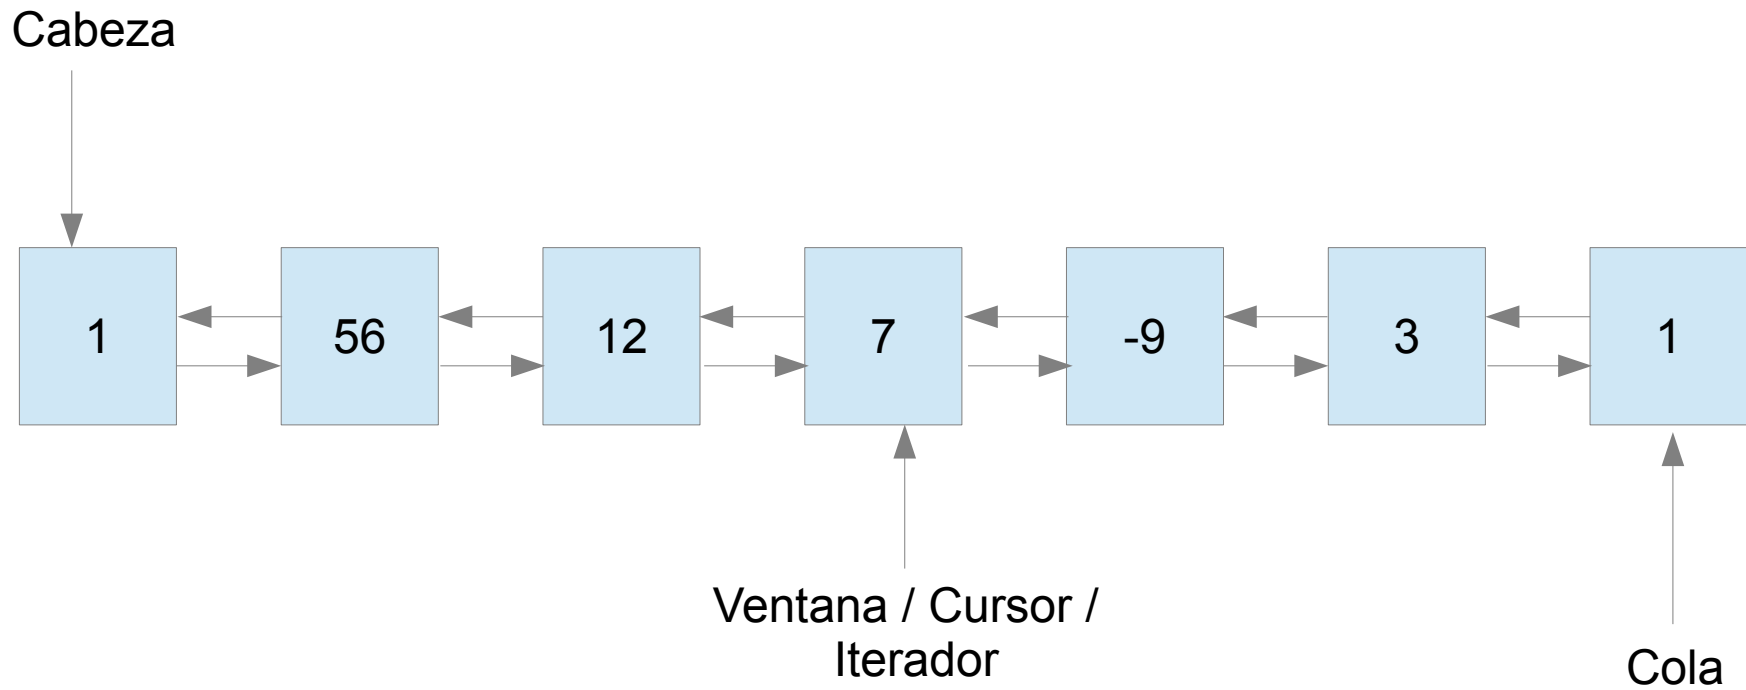 Cabeza
1
56
12
7
-9
3
1
Ventana / Cursor /
Iterador
Cola